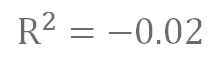 R² = −0.02